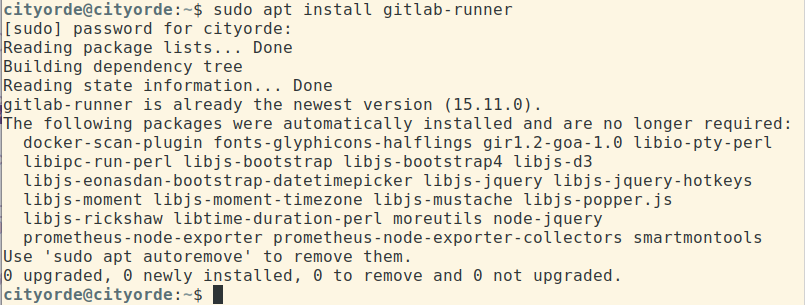 cityorde@cityorde:~$ sudo apt install gitlab-runner
[sudo] password for cityorde:
Reading package lists... Done
Building dependency tree
Reading state information... Done
gitlab-runner is already the newest version (15.11.0).
The following packages were automatically installed and are no longer required:
  docker-scan-plugin fonts-glyphicons-halflings gir1.2-goa-1.0 libio-pty-perl
  libipc-run-perl libjs-bootstrap libjs-bootstrap4 libjs-d3
  libjs-eonasdan-bootstrap-datetimepicker libjs-jquery libjs-jquery-hotkeys
  libjs-moment libjs-moment-timezone libjs-mustache libjs-popper.js
  libjs-rickshaw libtime-duration-perl moreutils node-jquery
  prometheus-node-exporter prometheus-node-exporter-collectors smartmontools
Use 'sudo apt autoremove' to remove them.
0 upgraded, 0 newly installed, 0 to remove and 0 not upgraded.
cityorde@cityorde:~$